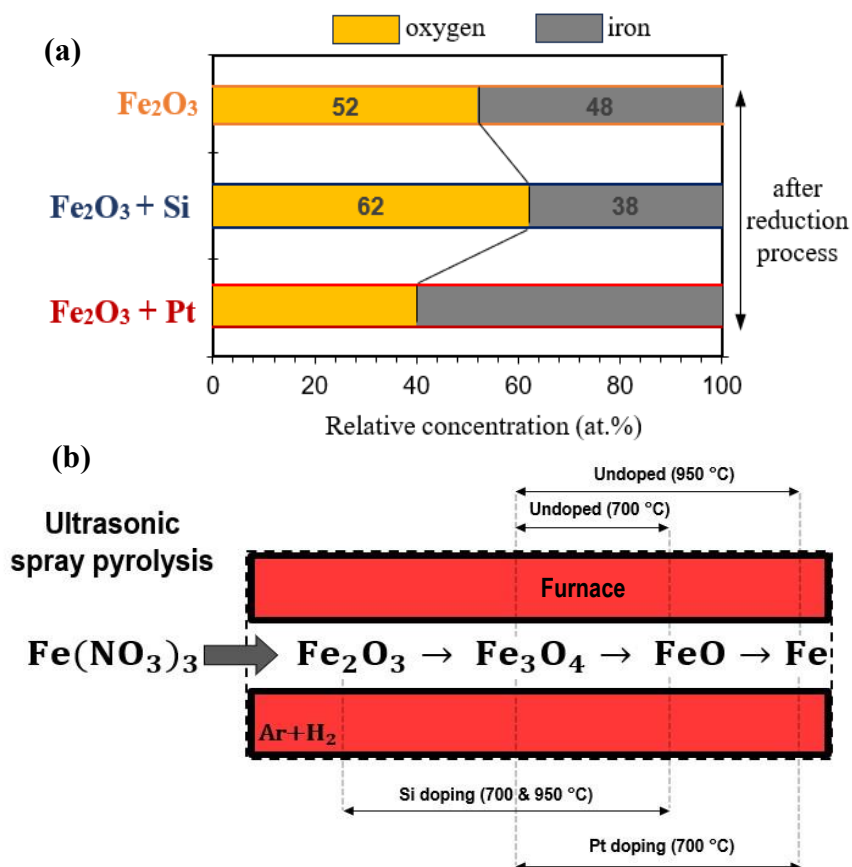 (a)
oxygen
iron
Fe₂O₃
52
48
Fe₂O₃ + Si
62
38
Fe₂O₃ + Pt
after
reduction
process
0
20
40
60
80
100
Relative concentration (at.%)
(b)
Undoped (950 °C)
Undoped (700 °C)
Ultrasonic
spray pyrolysis
Furnace
Fe(NO₃)₃
Fe₂O₃ → Fe₃O₄ → FeO → Fe
Ar+H₂
Si doping (700 & 950 °C)
Pt doping (700 °C)